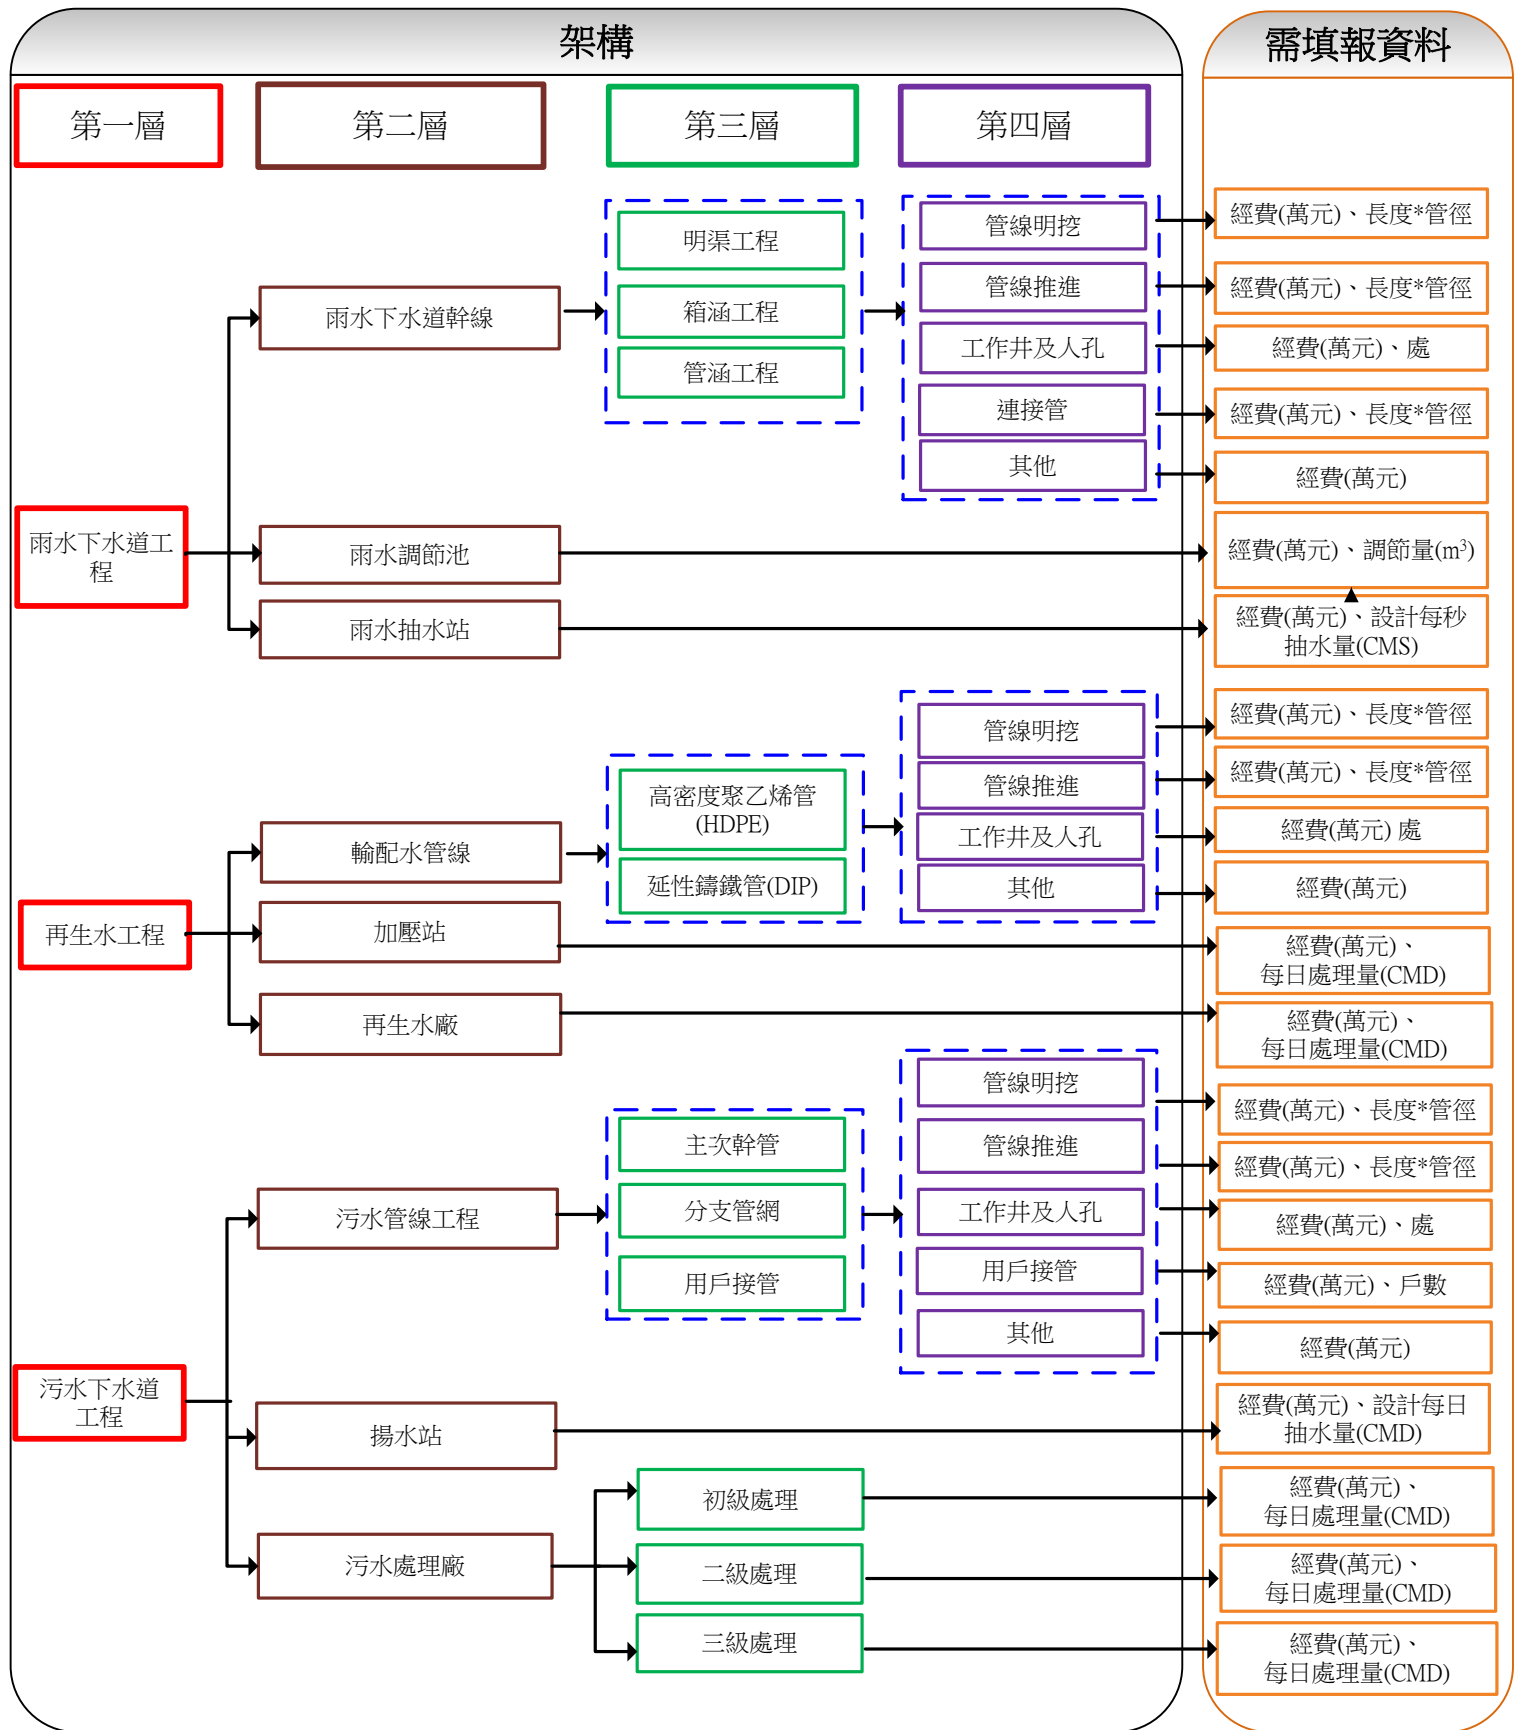 架構
需填報資料
第一層
第二層
第三層
第四層
雨水下水道工
程
雨水下水道幹線
明渠工程
箱涵工程
管涵工程
管線明挖
經費(萬元)、長度*管徑
管線推進
經費(萬元)、長度*管徑
工作井及人孔
經費(萬元)、處
連接管
經費(萬元)、長度*管徑
其他
經費(萬元)
雨水調節池
經費(萬元)、調節量(m³)
雨水抽水站
經費(萬元)、設計每秒
抽水量(CMS)
再生水工程
輸配水管線
高密度聚乙烯管
(HDPE)
延性鑄鐵管(DIP)
管線明挖
經費(萬元)、長度*管徑
管線推進
經費(萬元)、長度*管徑
工作井及人孔
經費(萬元) 處
其他
經費(萬元)
加壓站
經費(萬元)、
每日處理量(CMD)
再生水廠
經費(萬元)、
每日處理量(CMD)
污水下水道
工程
污水管線工程
主次幹管
分支管網
用戶接管
管線明挖
經費(萬元)、長度*管徑
管線推進
經費(萬元)、長度*管徑
工作井及人孔
經費(萬元)、處
用戶接管
經費(萬元)、戶數
其他
經費(萬元)
揚水站
經費(萬元)、設計每日
抽水量(CMD)
污水處理廠
初級處理
經費(萬元)、
每日處理量(CMD)
二級處理
經費(萬元)、
每日處理量(CMD)
三級處理
經費(萬元)、
每日處理量(CMD)